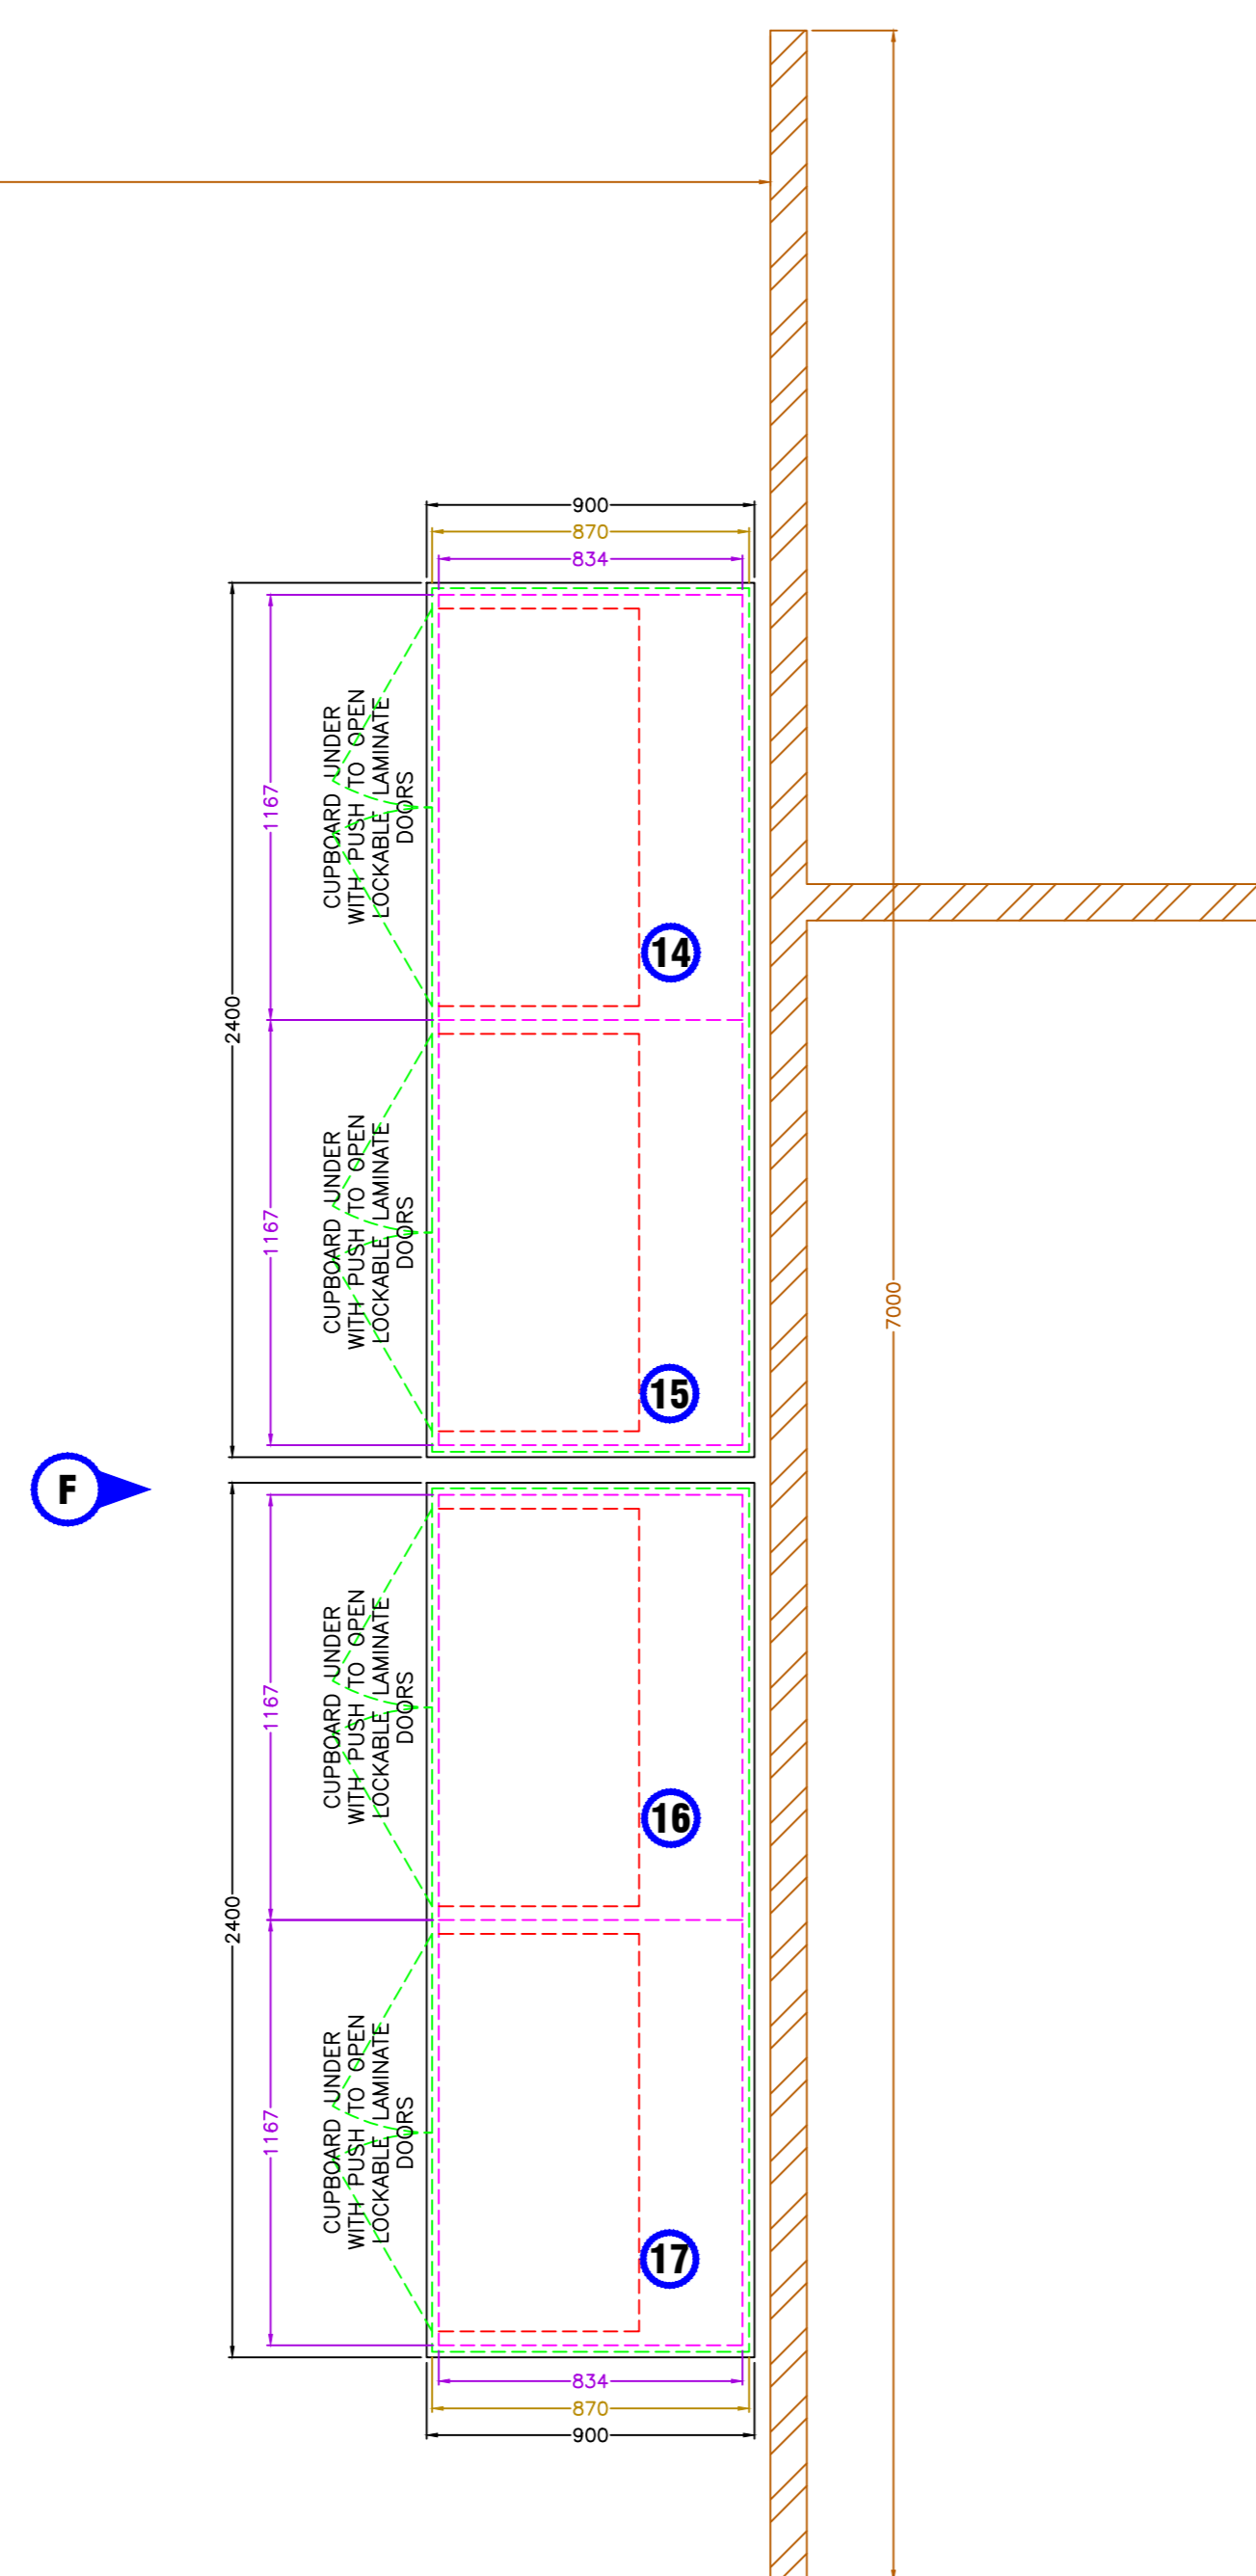 900
870
834
2400
1167
CUPBOARD UNDER
WITH PUSH TO OPEN
LOCKABLE LAMINATE
DOORS
14
1167
CUPBOARD UNDER
WITH PUSH TO OPEN
LOCKABLE LAMINATE
DOORS
15
7000
F
2400
1167
CUPBOARD UNDER
WITH PUSH TO OPEN
LOCKABLE LAMINATE
DOORS
16
1167
CUPBOARD UNDER
WITH PUSH TO OPEN
LOCKABLE LAMINATE
DOORS
17
834
870
900